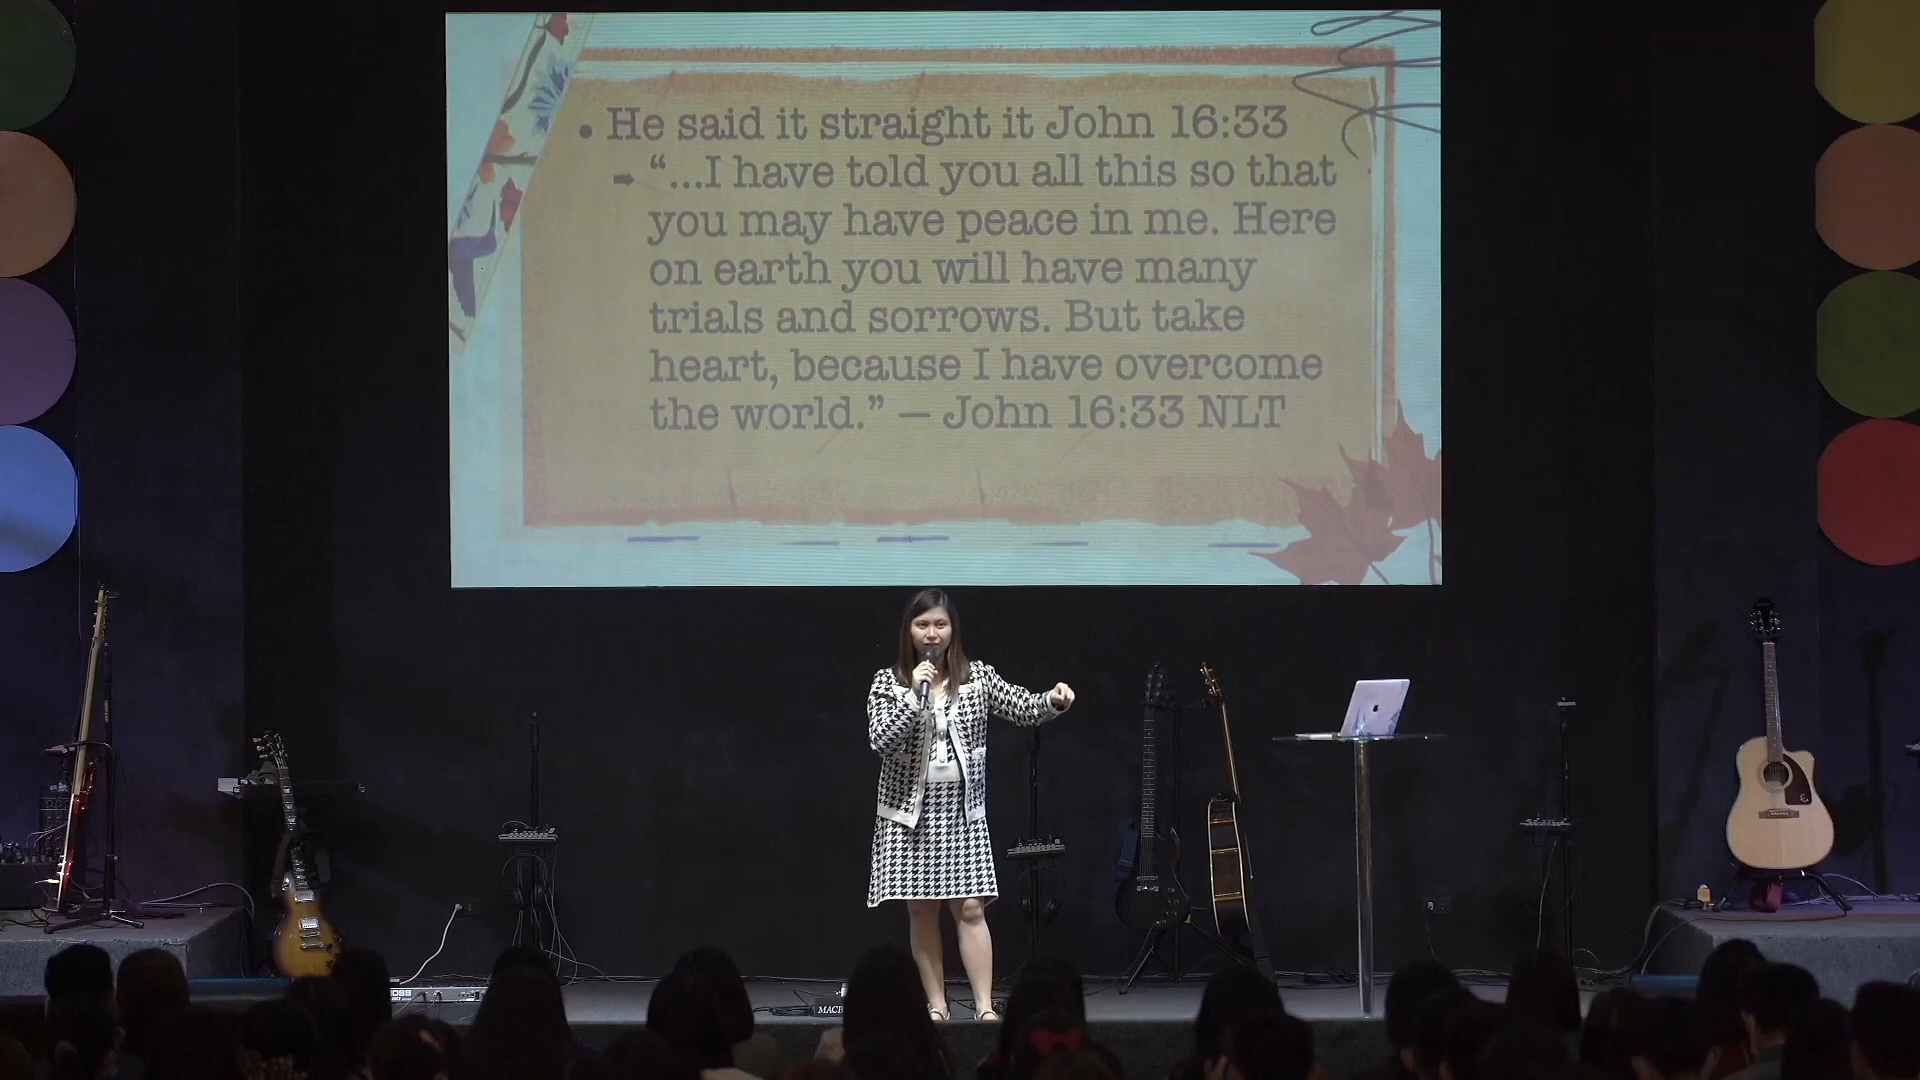 • He said it straight it John 16:33
➡ “...I have told you all this so that
you may have peace in me. Here
on earth you will have many
trials and sorrows. But take
heart, because I have overcome
the world.” – John 16:33 NLT
BOSS